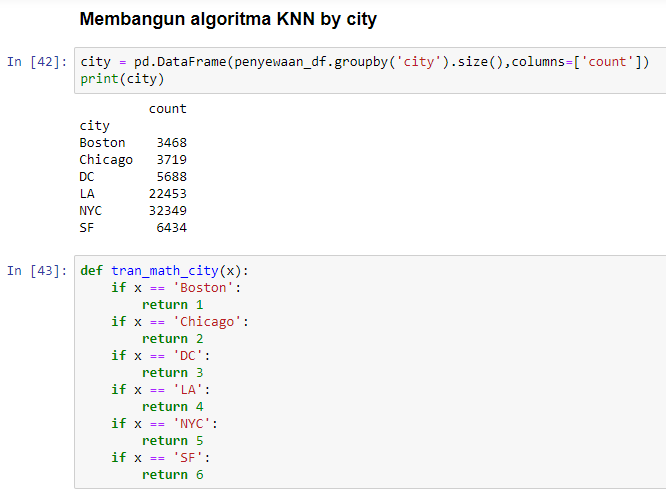 Membangun algoritma KNN by city
In [42]: city = pd.DataFrame(penyewaan_df.groupby('city').size(),columns=['count'])
print(city)
count
city
Boston 3468
Chicago 3719
DC 5688
LA 22453
NYC 32349
SF 6434
In [43]: def tran_math_city(x):
if x == 'Boston':
return 1
if x == 'Chicago':
return 2
if x == 'DC':
return 3
if x == 'LA':
return 4
if x == 'NYC':
return 5
if x == 'SF':
return 6